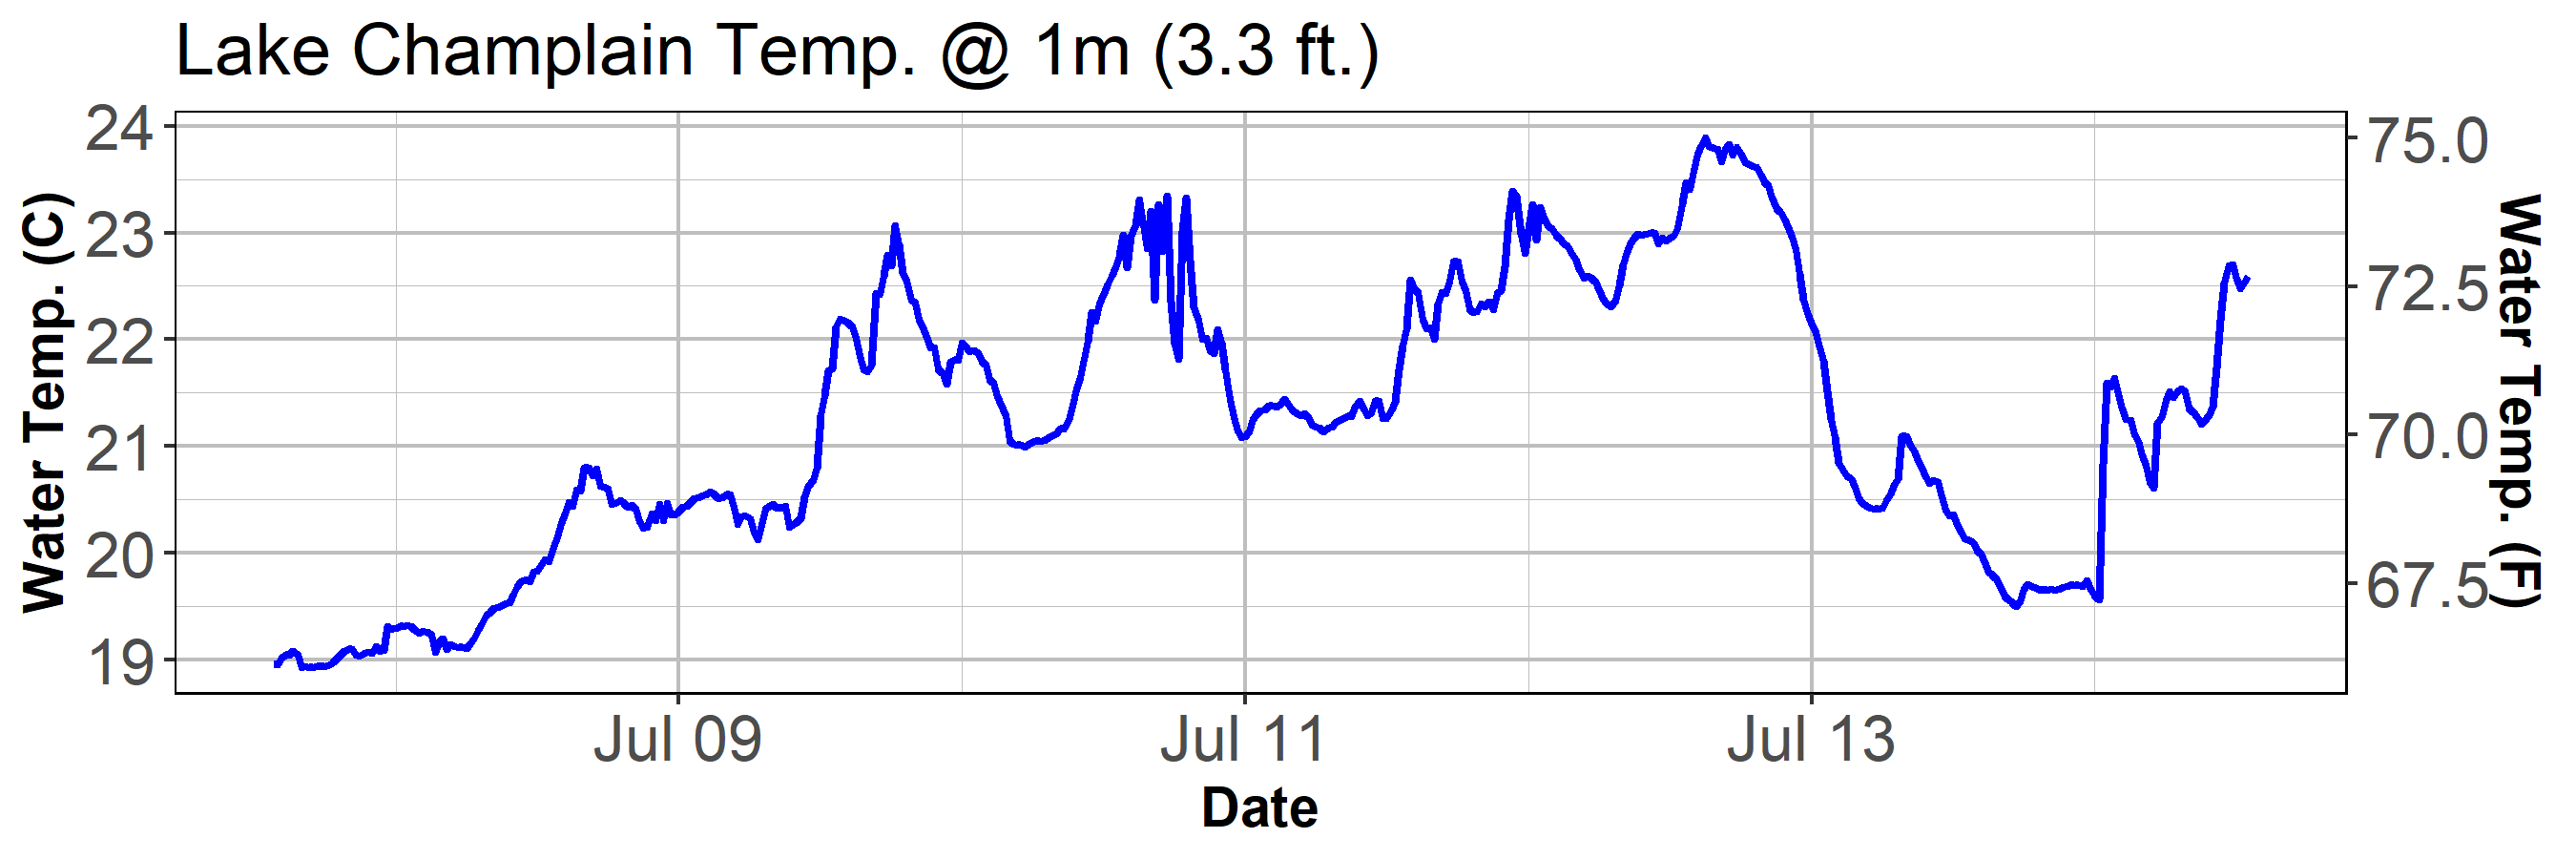 Lake Champlain Temp. @ 1m (3.3 ft.)
Water Temp. (C)
24
23
22
21
20
19
75.0
72.5
70.0
67.5
Water Temp. (F)
Jul 09 Jul 11 Jul 13
Date